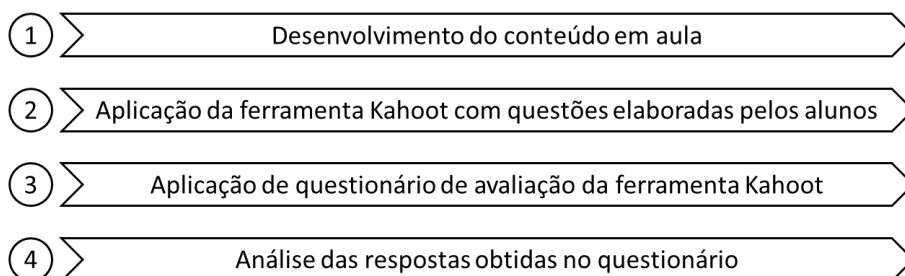 1 Desenvolvimento do conteúdo em aula
2 Aplicação da ferramenta Kahoot com questões elaboradas pelos alunos
3 Aplicação de questionário de avaliação da ferramenta Kahoot
4 Análise das respostas obtidas no questionário